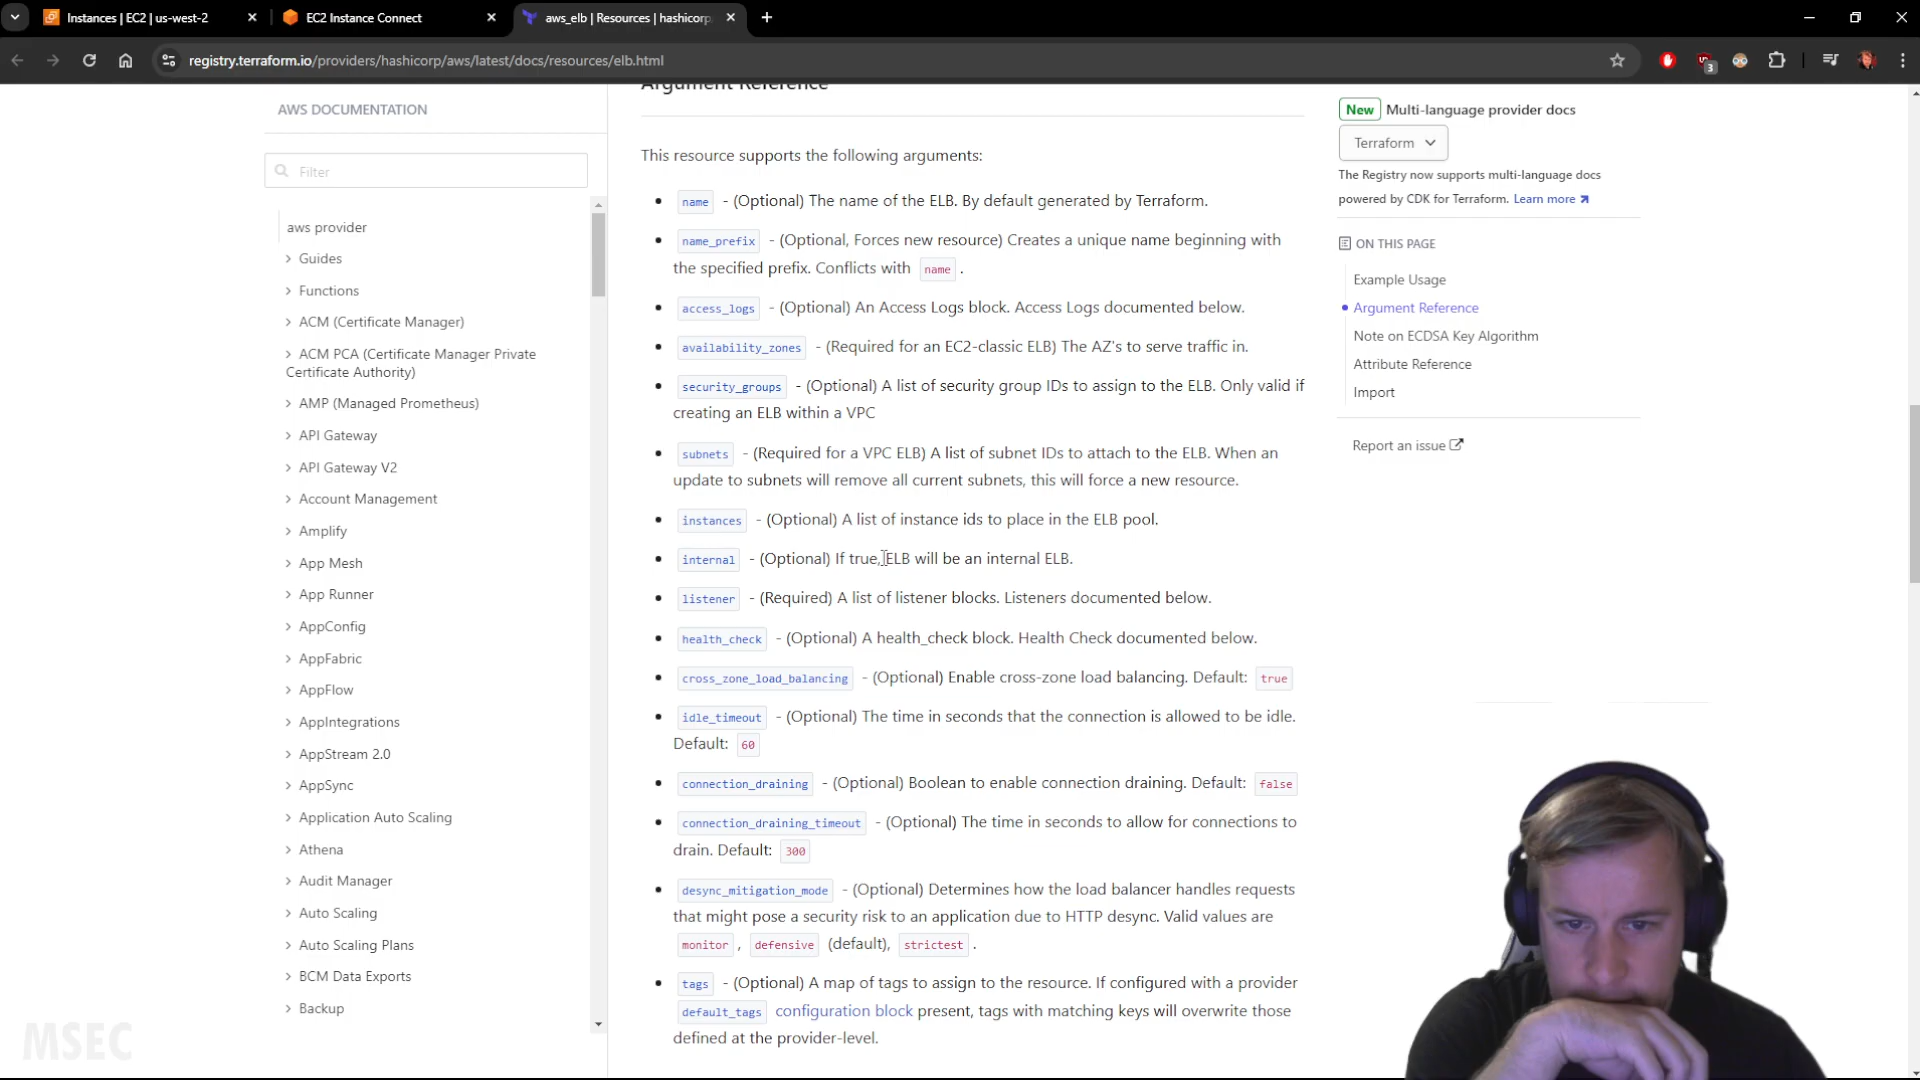 Instances | EC2 | us-west-2
EC2 Instance Connect
aws_elb | Resources | hashicorp
registry.terraform.io/providers/hashicorp/aws/latest/docs/resources/elb.html
3
AWS DOCUMENTATION
Filter
aws provider
Guides
Functions
ACM (Certificate Manager)
ACM PCA (Certificate Manager Private
Certificate Authority)
AMP (Managed Prometheus)
API Gateway
API Gateway V2
Account Management
Amplify
App Mesh
App Runner
AppConfig
AppFabric
AppFlow
AppIntegrations
AppStream 2.0
AppSync
Application Auto Scaling
Athena
Audit Manager
Auto Scaling
Auto Scaling Plans
BCM Data Exports
Backup
Argument Reference
This resource supports the following arguments:
name - (Optional) The name of the ELB. By default generated by Terraform.
name_prefix - (Optional, Forces new resource) Creates a unique name beginning with
the specified prefix. Conflicts with name .
access_logs - (Optional) An Access Logs block. Access Logs documented below.
availability_zones - (Required for an EC2-classic ELB) The AZ's to serve traffic in.
security_groups - (Optional) A list of security group IDs to assign to the ELB. Only valid if
creating an ELB within a VPC
subnets - (Required for a VPC ELB) A list of subnet IDs to attach to the ELB. When an
update to subnets will remove all current subnets, this will force a new resource.
instances - (Optional) A list of instance ids to place in the ELB pool.
internal - (Optional) If true, ELB will be an internal ELB.
listener - (Required) A list of listener blocks. Listeners documented below.
health_check - (Optional) A health_check block. Health Check documented below.
cross_zone_load_balancing - (Optional) Enable cross-zone load balancing. Default: true
idle_timeout - (Optional) The time in seconds that the connection is allowed to be idle.
Default: 60
connection_draining - (Optional) Boolean to enable connection draining. Default: false
connection_draining_timeout - (Optional) The time in seconds to allow for connections to
drain. Default: 300
desync_mitigation_mode - (Optional) Determines how the load balancer handles requests
that might pose a security risk to an application due to HTTP desync. Valid values are
monitor , defensive (default), strictest .
tags - (Optional) A map of tags to assign to the resource. If configured with a provider
default_tags configuration block present, tags with matching keys will overwrite those
defined at the provider-level.
New Multi-language provider docs
Terraform
The Registry now supports multi-language docs
powered by CDK for Terraform. Learn more
ON THIS PAGE
Example Usage
Argument Reference
Note on ECDSA Key Algorithm
Attribute Reference
Import
Report an issue
MSEC